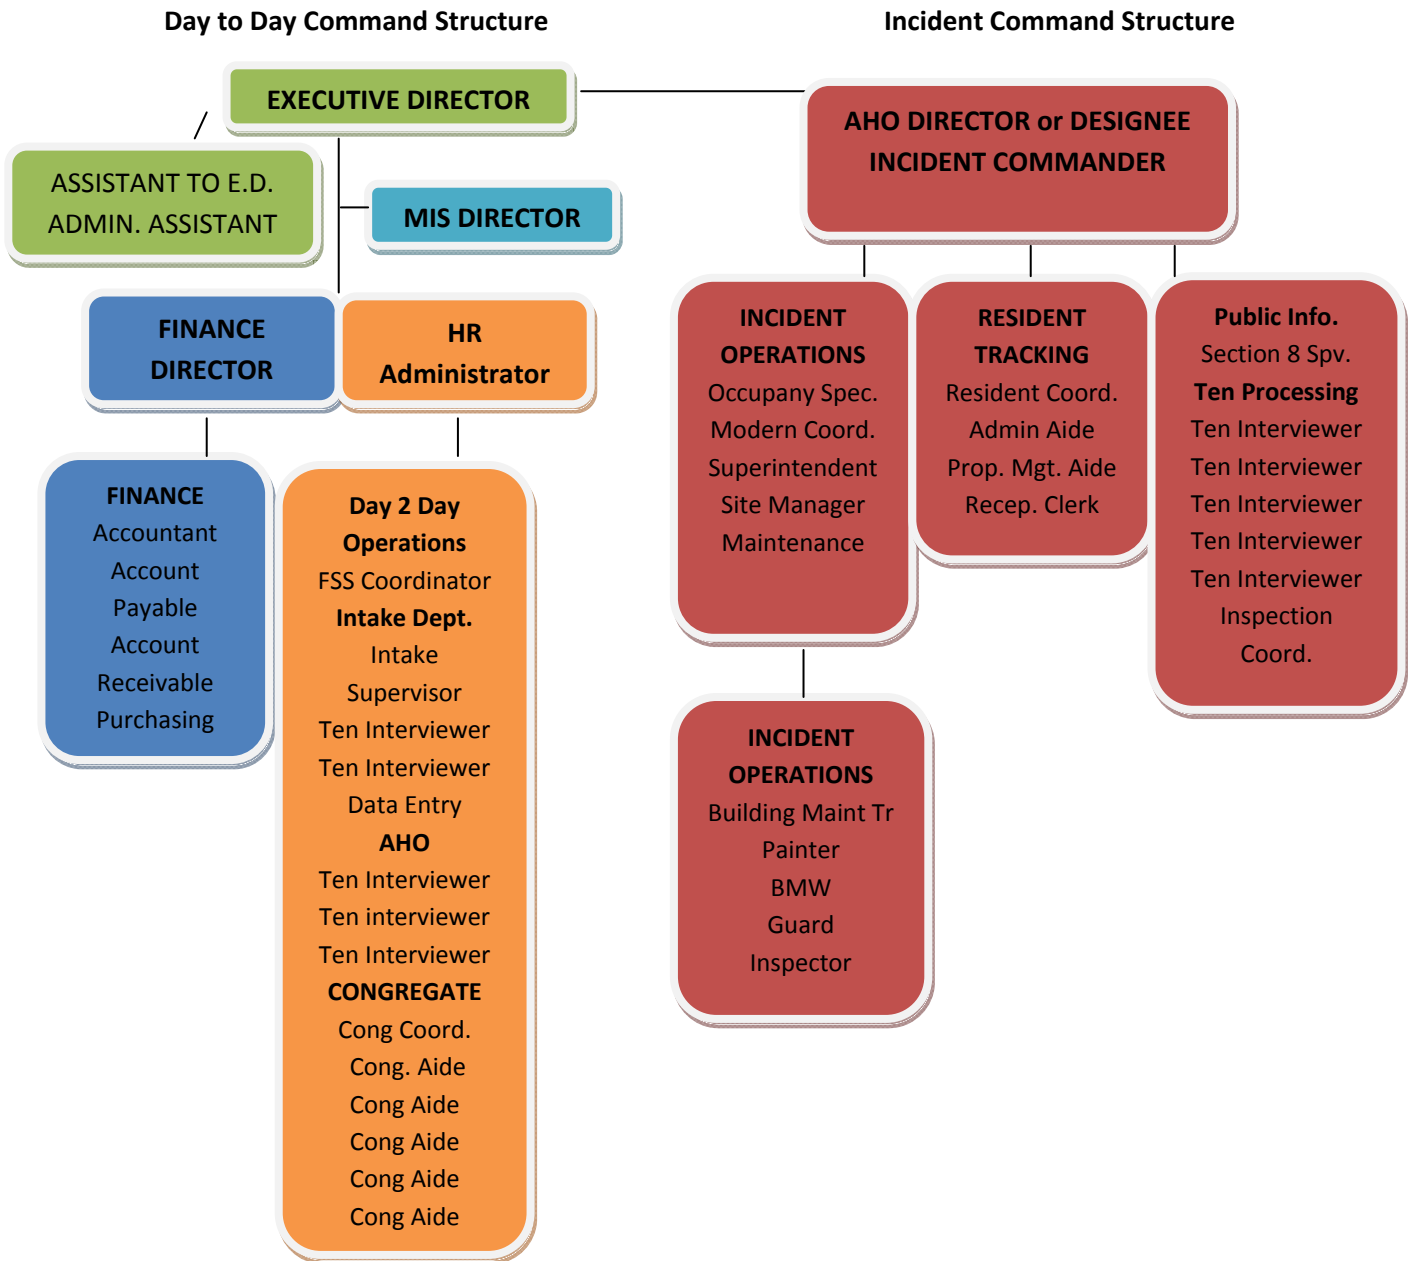 Day to Day Command Structure
Incident Command Structure
EXECUTIVE DIRECTOR
AHO DIRECTOR or DESIGNEE
INCIDENT COMMANDER
ASSISTANT TO E.D.
ADMIN. ASSISTANT
MIS DIRECTOR
FINANCE
DIRECTOR
HR
Administrator
FINANCE
Accountant
Account
Payable
Account
Receivable
Purchasing
Day 2 Day
Operations
FSS Coordinator
Intake Dept.
Intake
Supervisor
Ten Interviewer
Ten Interviewer
Data Entry
AHO
Ten Interviewer
Ten interviewer
Ten Interviewer
CONGREGATE
Cong Coord.
Cong. Aide
Cong Aide
Cong Aide
Cong Aide
Cong Aide
INCIDENT
OPERATIONS
Occupany Spec.
Modern Coord.
Superintendent
Site Manager
Maintenance
RESIDENT
TRACKING
Resident Coord.
Admin Aide
Prop. Mgt. Aide
Recep. Clerk
Public Info.
Section 8 Spv.
Ten Processing
Ten Interviewer
Ten Interviewer
Ten Interviewer
Ten Interviewer
Ten Interviewer
Inspection
Coord.
INCIDENT
OPERATIONS
Building Maint Tr
Painter
BMW
Guard
Inspector